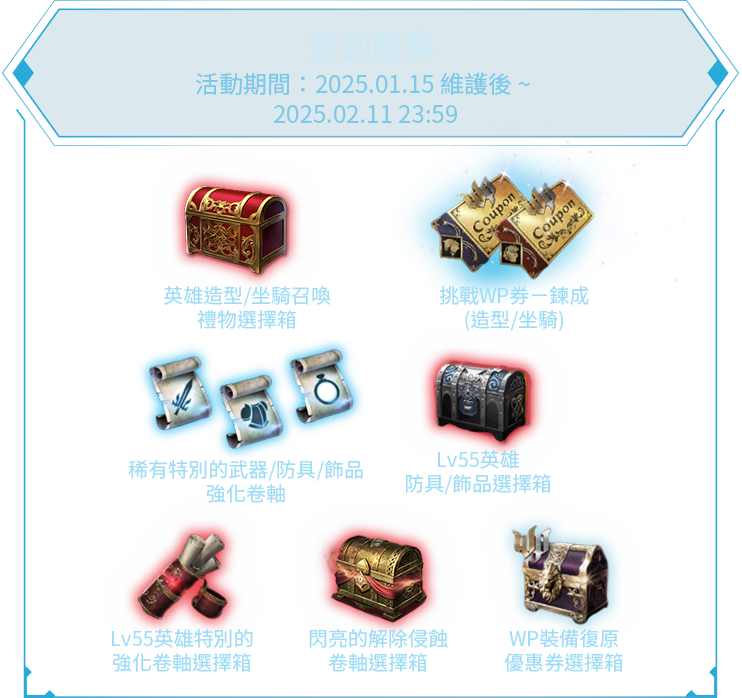 活動期間：2025.01.15 維護後 ~
2025.02.11 23:59
Coupon
Coupon
英雄造型/坐騎召喚
禮物選擇箱
挑戰WP券－鍊成
(造型/坐騎)
稀有特別的武器/防具/飾品
強化卷軸
Lv55英雄
防具/飾品選擇箱
Lv55英雄特別的
強化卷軸選擇箱
閃亮的解除侵蝕
卷軸選擇箱
WP裝備復原
優惠券選擇箱